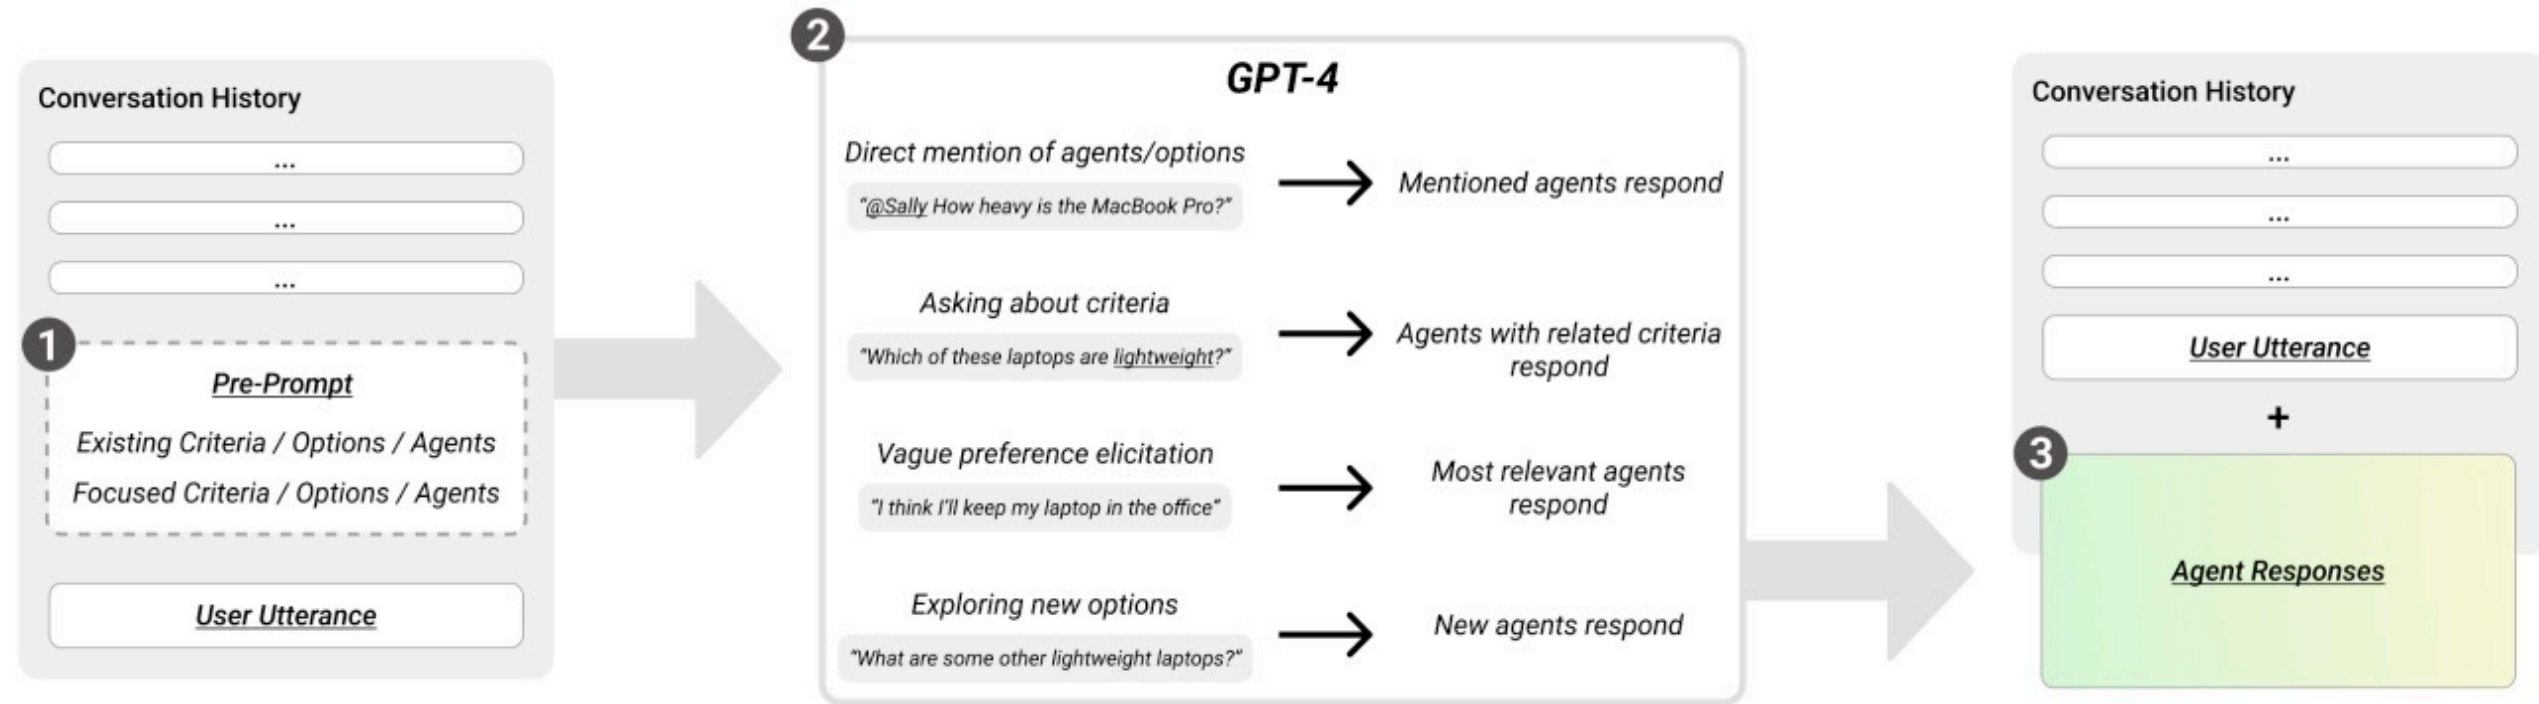 Conversation History
...
...
...
1
Pre-Prompt
Existing Criteria / Options / Agents
Focused Criteria / Options / Agents
User Utterance
2
GPT-4
Direct mention of agents/options
"@Sally How heavy is the MacBook Pro?"
Mentioned agents respond
Asking about criteria
"Which of these laptops are lightweight?"
Agents with related criteria
respond
Vague preference elicitation
"I think I'll keep my laptop in the office"
Most relevant agents
respond
Exploring new options
"What are some other lightweight laptops?"
New agents respond
Conversation History
...
...
...
User Utterance
+
3
Agent Responses